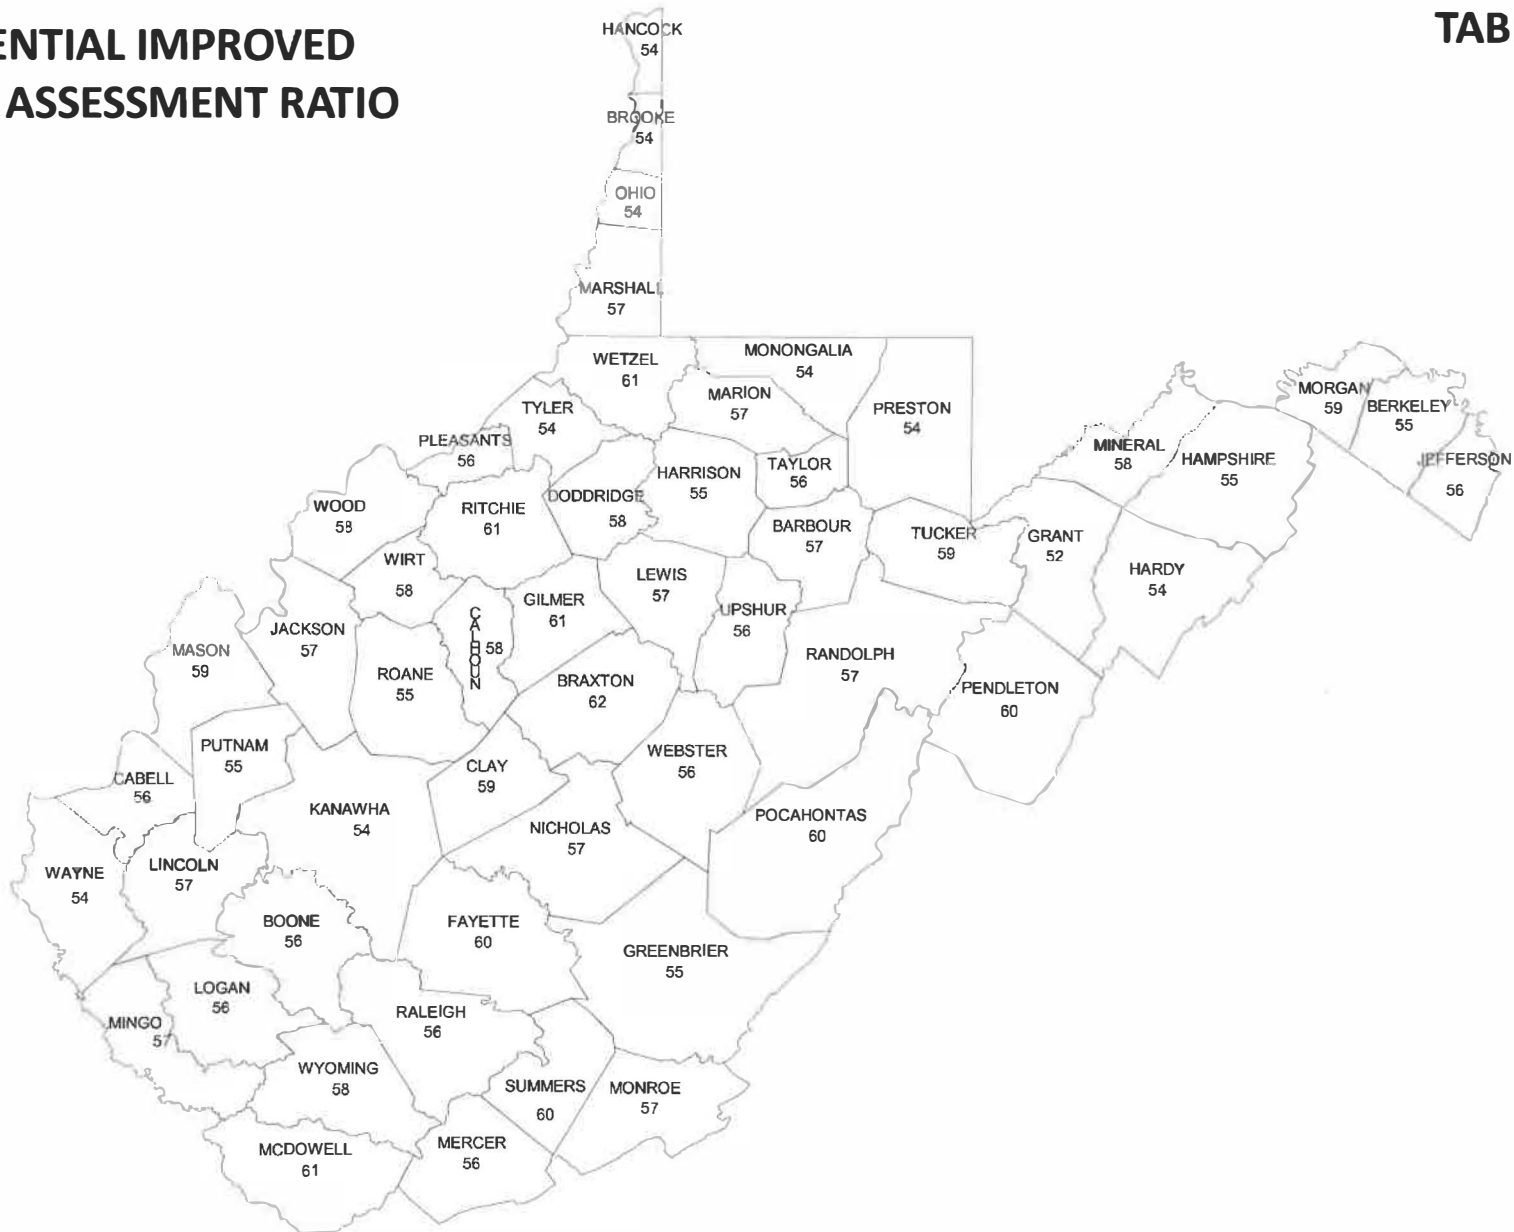 ENTIAL IMPROVED
ASSESSMENT RATIO
TAB
HANCOCK
54
BROOKE
54
OHIO
54
MARSHALL
57
WETZEL
61
MONONGALIA
54
MARION
57
PRESTON
54
TYLER
54
PLEASANTS
56
MORGAN
59
BERKELEY
55
JEFFERSON
56
MINERAL
58
HAMPSHIRE
55
HARRISON
55
TAYLOR
56
DODDRIDGE
58
RITCHIE
61
WOOD
58
BARBOUR
57
TUCKER
59
GRANT
52
HARDY
54
WIRT
58
LEWIS
57
GILMER
61
CALHOUN
58
UPSHUR
56
JACKSON
57
MASON
59
ROANE
55
BRAXTON
62
RANDOLPH
57
PENDLETON
60
PUTNAM
55
WEBSTER
56
CLAY
59
CABELL
56
KANAWHA
54
NICHOLAS
57
POCAHONTAS
60
WAYNE
54
LINCOLN
57
BOONE
56
FAYETTE
60
GREENBRIER
55
LOGAN
56
MINGO
57
RALEIGH
56
WYOMING
58
SUMMERS
60
MONROE
57
MCDOWELL
61
MERCER
56